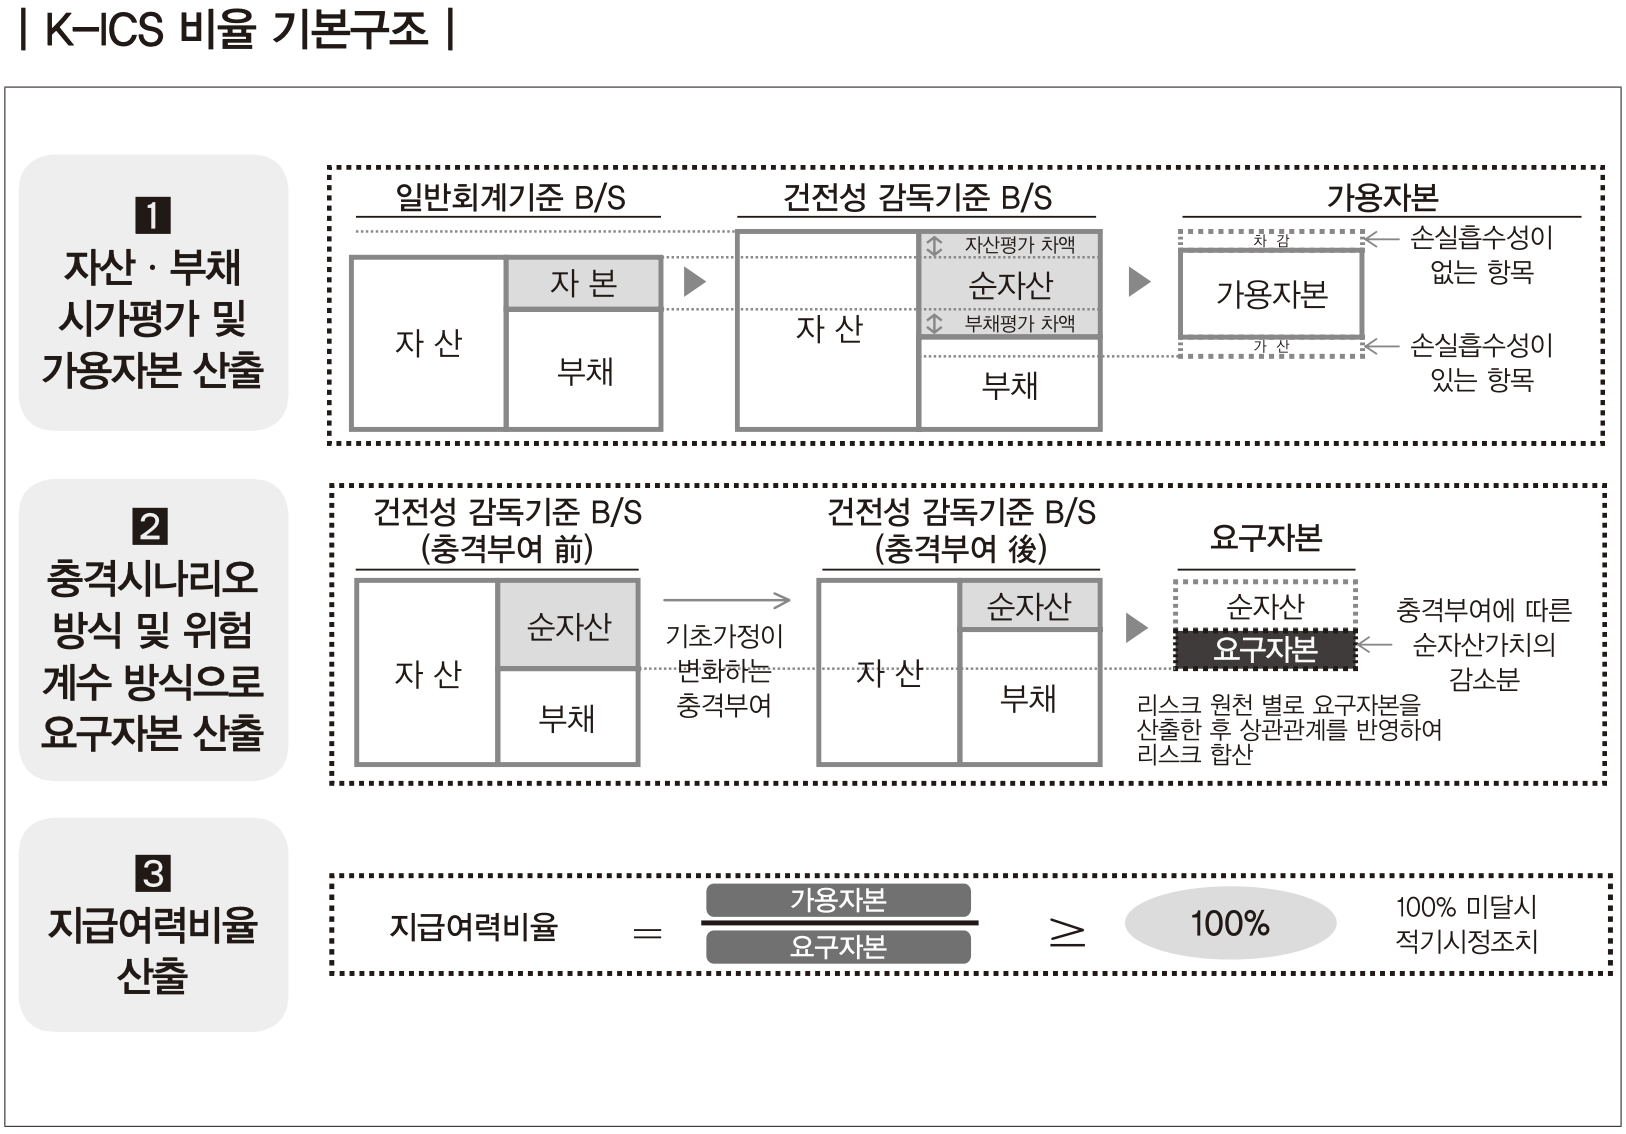 | K-ICS 비율 기본구조 |
1
자산 · 부채
시가평가 및
가용자본 산출
일반회계기준 B/S
자 산
자 본
부채
건전성 감독기준 B/S
자 산
자산평가 차액
순자산
부채평가 차액
부채
가용자본
차 감
가용자본
가 산
손실흡수성이
없는 항목
손실흡수성이
있는 항목
2
충격시나리오
방식 및 위험
계수 방식으로
요구자본 산출
건전성 감독기준 B/S
(충격부여 前)
자 산
순자산
부채
기초가정이
변화하는
충격부여
건전성 감독기준 B/S
(충격부여 後)
자 산
순자산
부채
요구자본
순자산
요구자본
충격부여에 따른
순자산가치의
감소분
리스크 원천 별로 요구자본을
산출한 후 상관관계를 반영하여
리스크 합산
3
지급여력비율
산출
지급여력비율
=
가용자본
요구자본
≥
100%
100% 미달시
적기시정조치